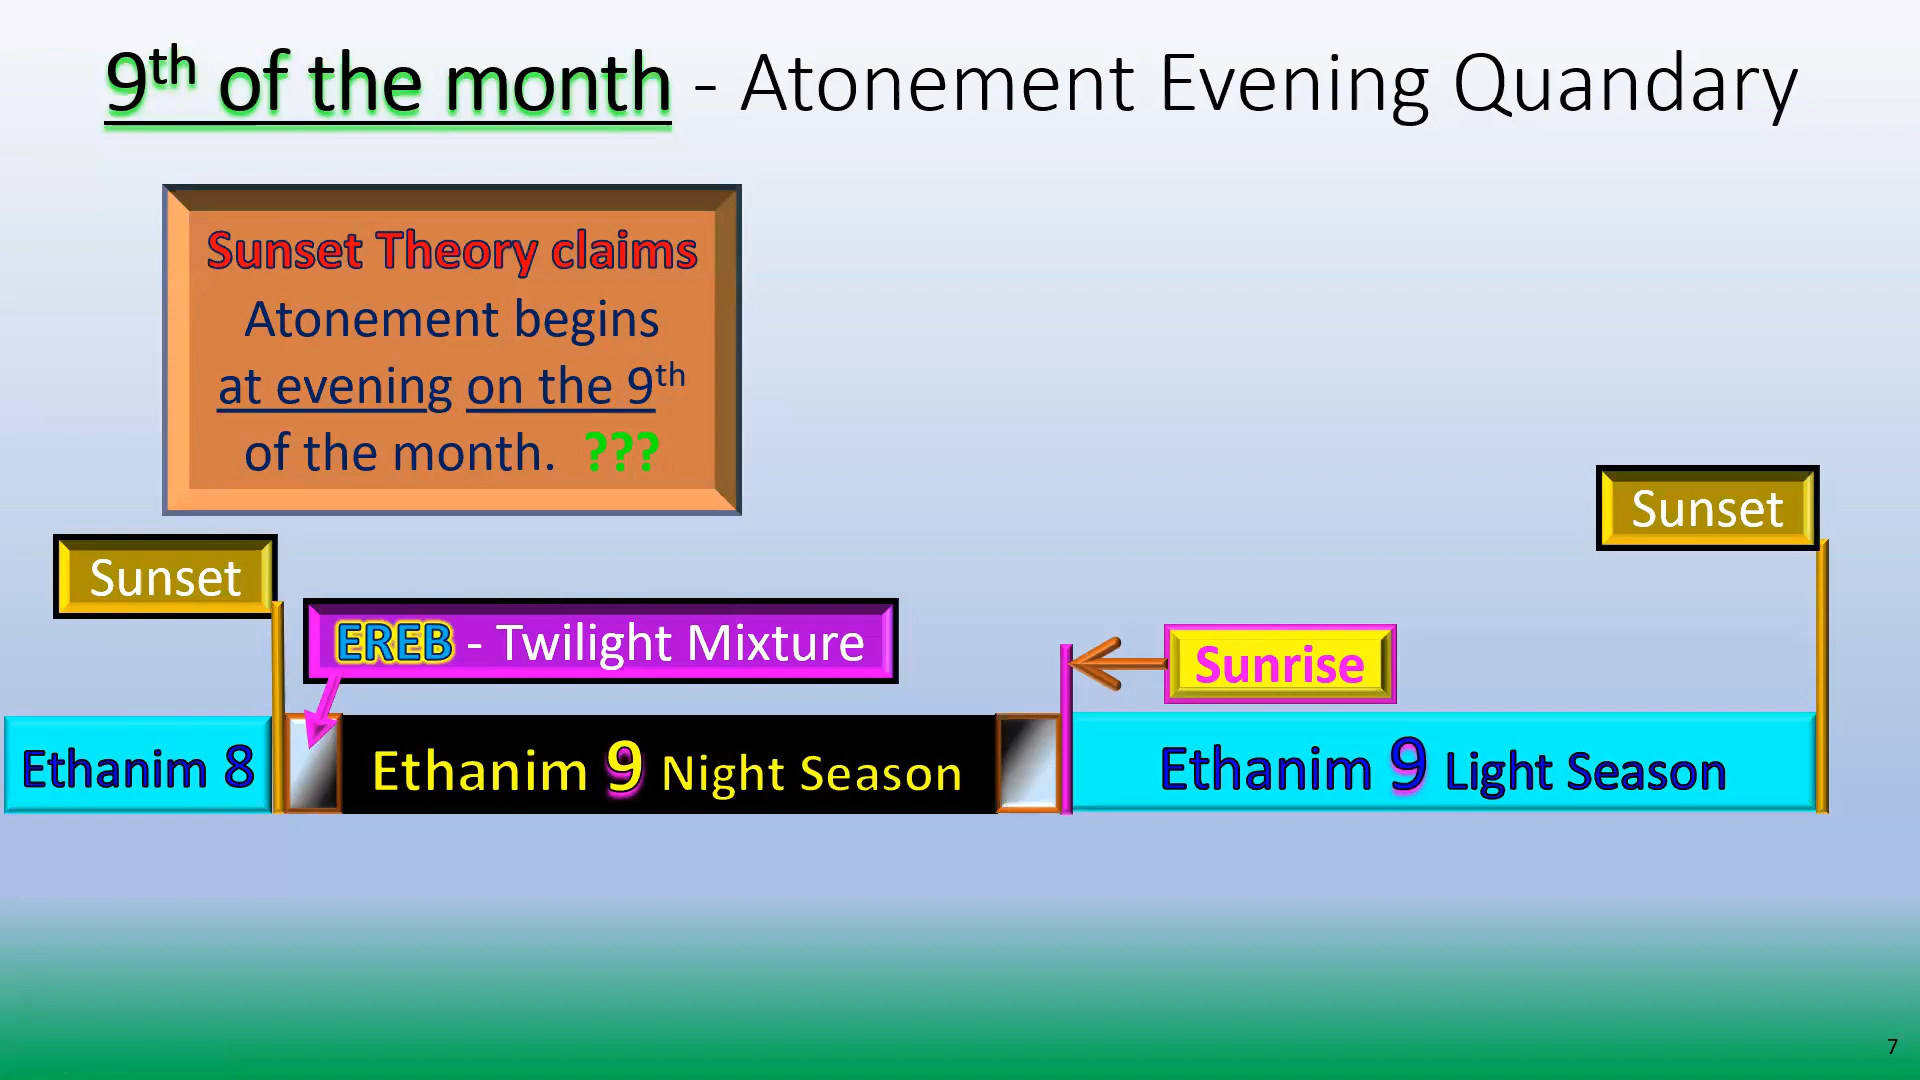 9th of the month - Atonement Evening Quandary
Sunset Theory claims
Atonement begins
at evening on the 9th
of the month. ???
Sunset
Sunset
EREB - Twilight Mixture
Sunrise
Ethanim 8
Ethanim 9 Night Season
Ethanim 9 Light Season
7